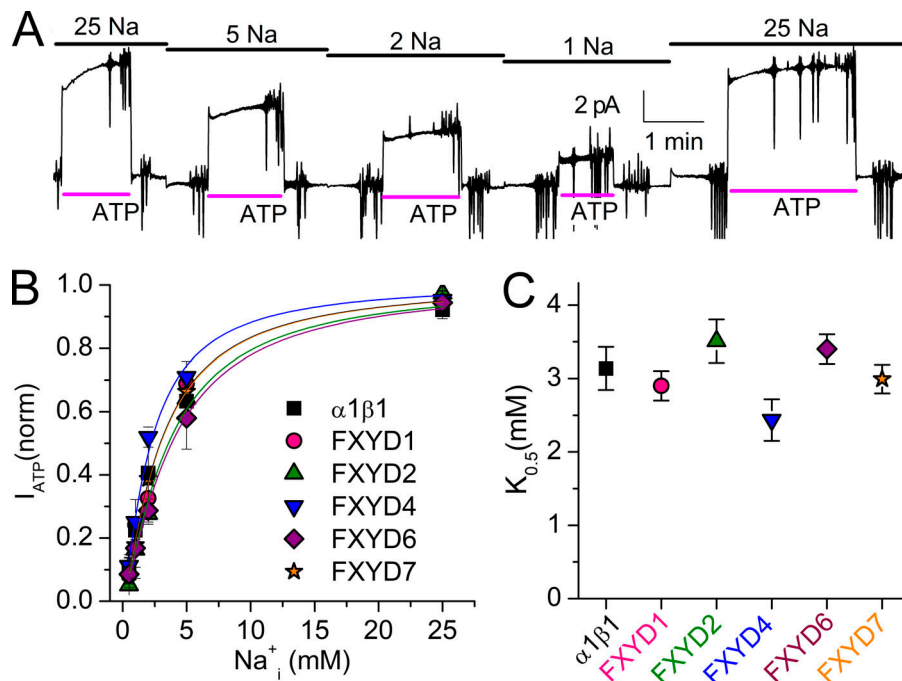 A
25 Na
5 Na
2 Na
1 Na
25 Na
2 pA
1 min
ATP
ATP
ATP
ATP
ATP
B
I_ATP(norm)
1.0
0.8
0.6
0.4
0.2
0.0
0 5 10 15 20 25
Na⁺ᵢ (mM)
α1β1
FXYD1
FXYD2
FXYD4
FXYD6
FXYD7
C
K₀.₅(mM)
4
3
2
1
0
α1β1
FXYD1
FXYD2
FXYD4
FXYD6
FXYD7